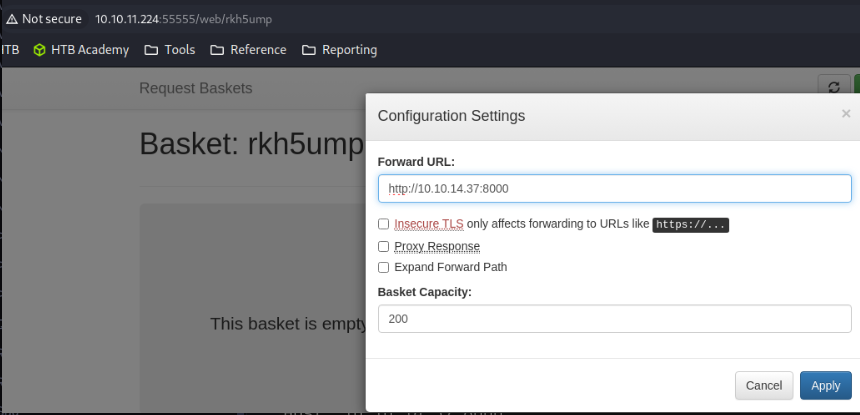 Not secure 10.10.11.224:55555/web/rkh5ump
ITB HTB Academy Tools Reference Reporting
Request Baskets
Configuration Settings ×
Basket: rkh5ump
Forward URL:
http://10.10.14.37:8000
Insecure TLS only affects forwarding to URLs like https://...
Proxy Response
Expand Forward Path
Basket Capacity:
This basket is empty
200
Cancel Apply